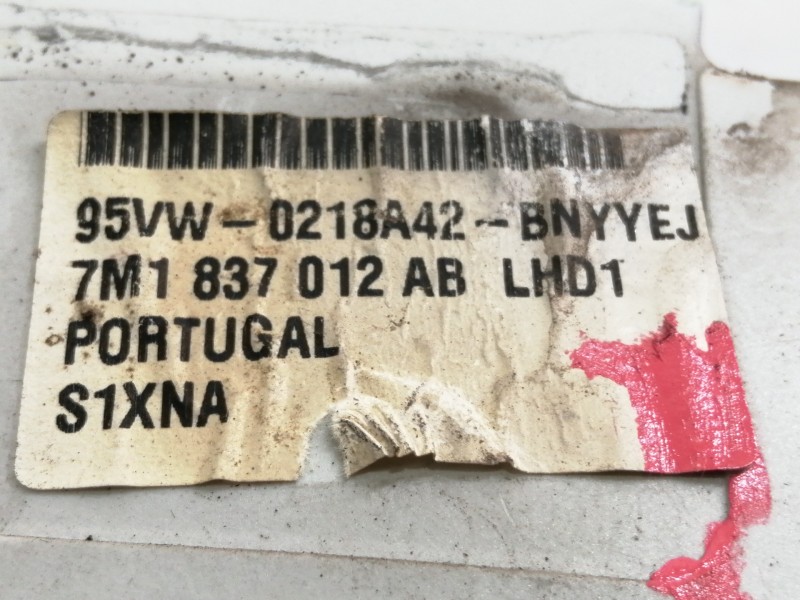 95VW-0218A42-BNYYEJ
7M1 837 012 AB LHD1
PORTUGAL
S1XNA